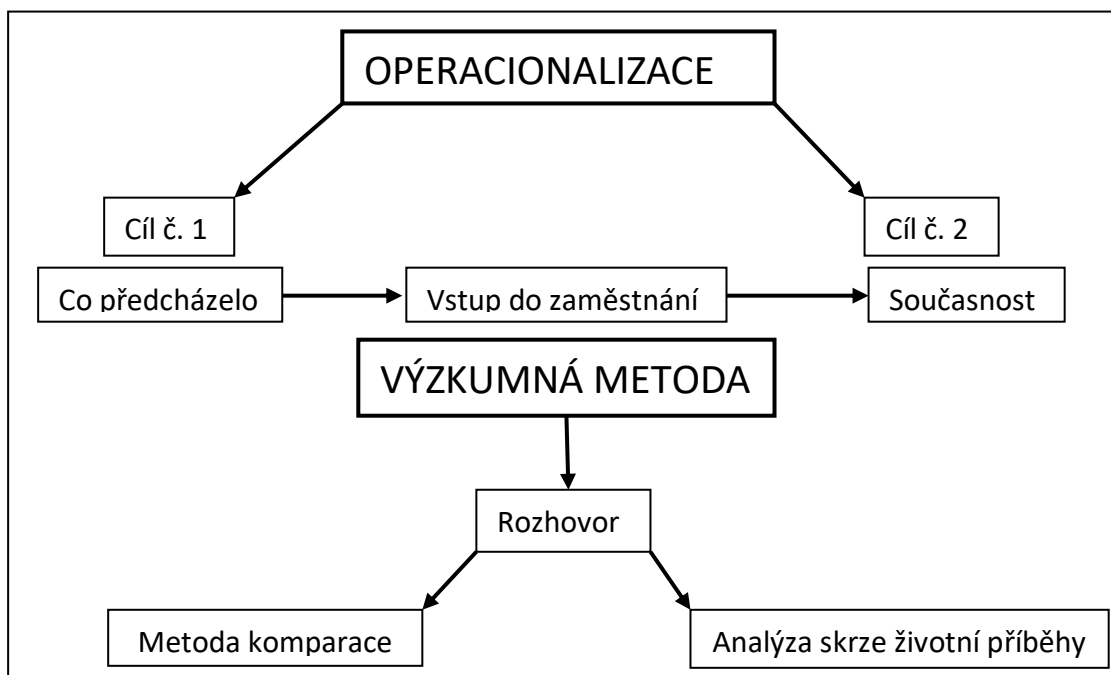 OPERACIONALIZACE
Cíl č. 1
Cíl č. 2
Co předcházelo
Vstup do zaměstnání
Současnost
VÝZKUMNÁ METODA
Rozhovor
Metoda komparace
Analýza skrze životní příběhy